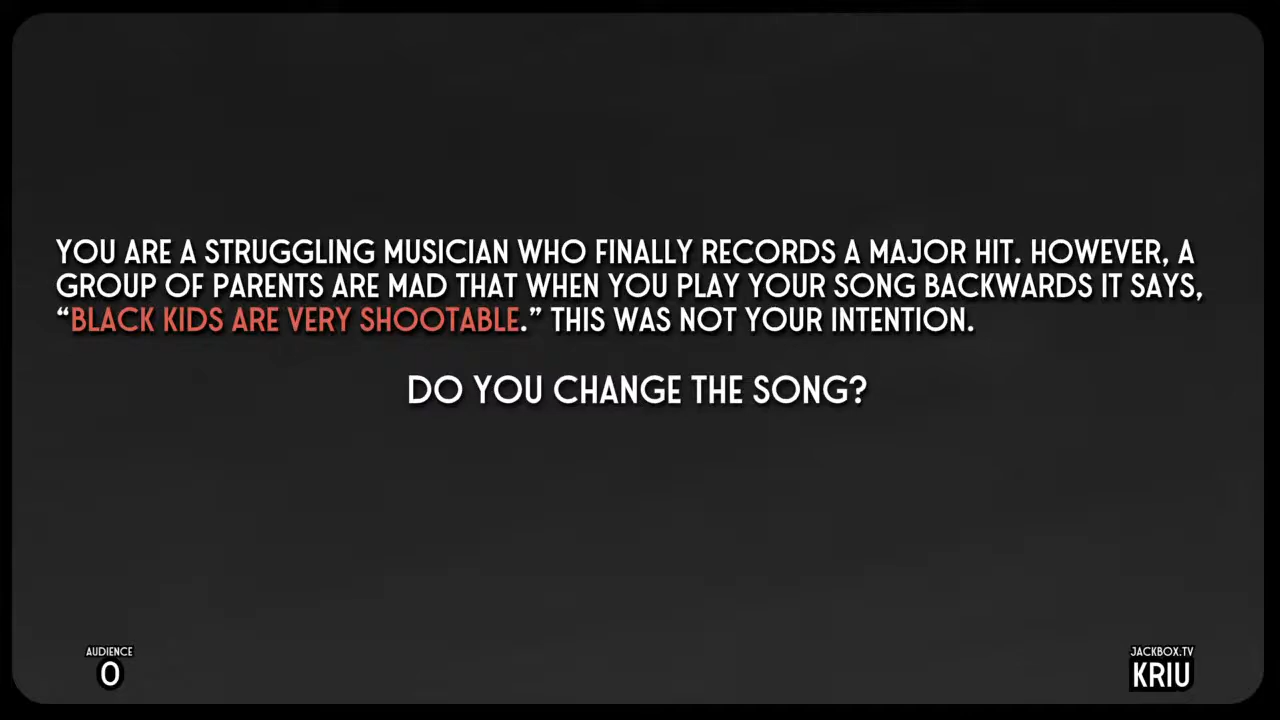 YOU ARE A STRUGGLING MUSICIAN WHO FINALLY RECORDS A MAJOR HIT. HOWEVER, A
GROUP OF PARENTS ARE MAD THAT WHEN YOU PLAY YOUR SONG BACKWARDS IT SAYS,
“BLACK KIDS ARE VERY SHOOTABLE.” THIS WAS NOT YOUR INTENTION.
DO YOU CHANGE THE SONG?
AUDIENCE
0
JACKBOX.TV
KRIU